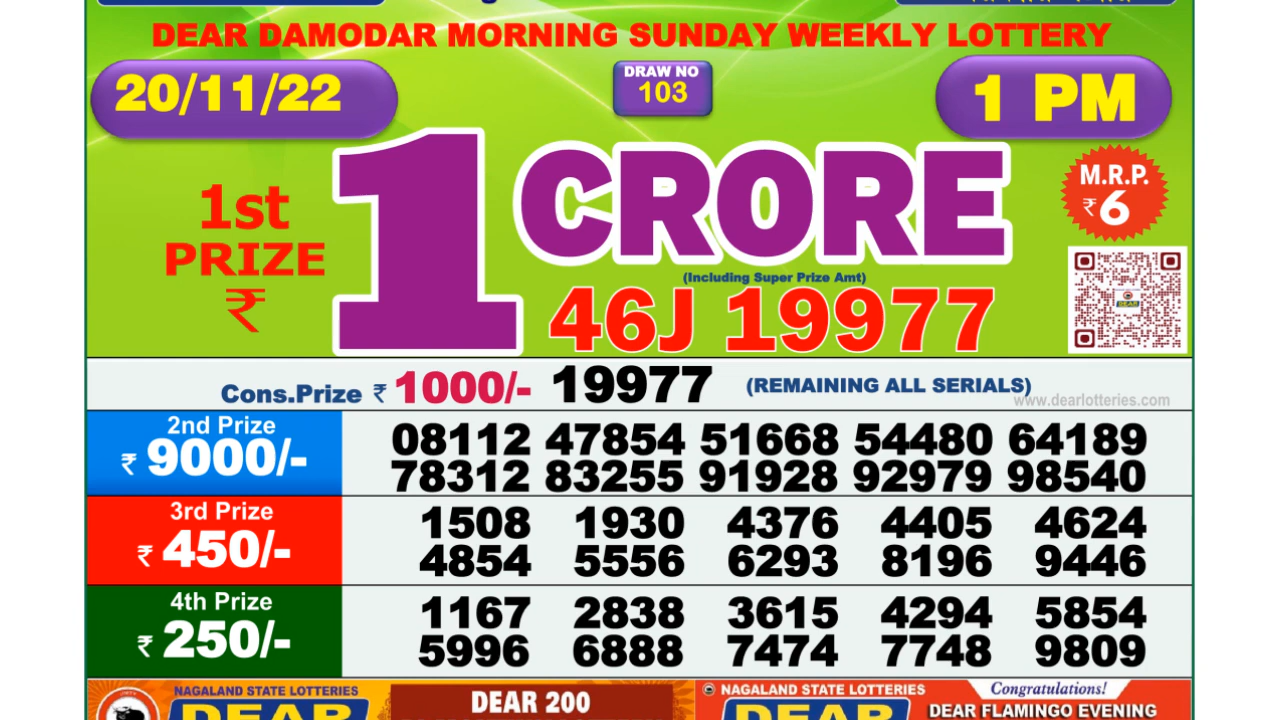 DEAR DAMODAR MORNING SUNDAY WEEKLY LOTTERY
20/11/22
DRAW NO
103
1 PM
1st
PRIZE
₹
1 CRORE
(Including Super Prize Amt)
46J 19977
M.R.P.
₹6
DEAR
Cons.Prize ₹ 1000/- 19977 (REMAINING ALL SERIALS)
www.dearlotteries.com
2nd Prize
₹ 9000/-
08112 47854 51668 54480 64189
78312 83255 91928 92979 98540
3rd Prize
₹ 450/-
1508 1930 4376 4405 4624
4854 5556 6293 8196 9446
4th Prize
₹ 250/-
1167 2838 3615 4294 5854
5996 6888 7474 7748 9809
NAGALAND STATE LOTTERIES
DEAR
DEAR 200
NAGALAND STATE LOTTERIES
DEAR
Congratulations!
DEAR FLAMINGO EVENING